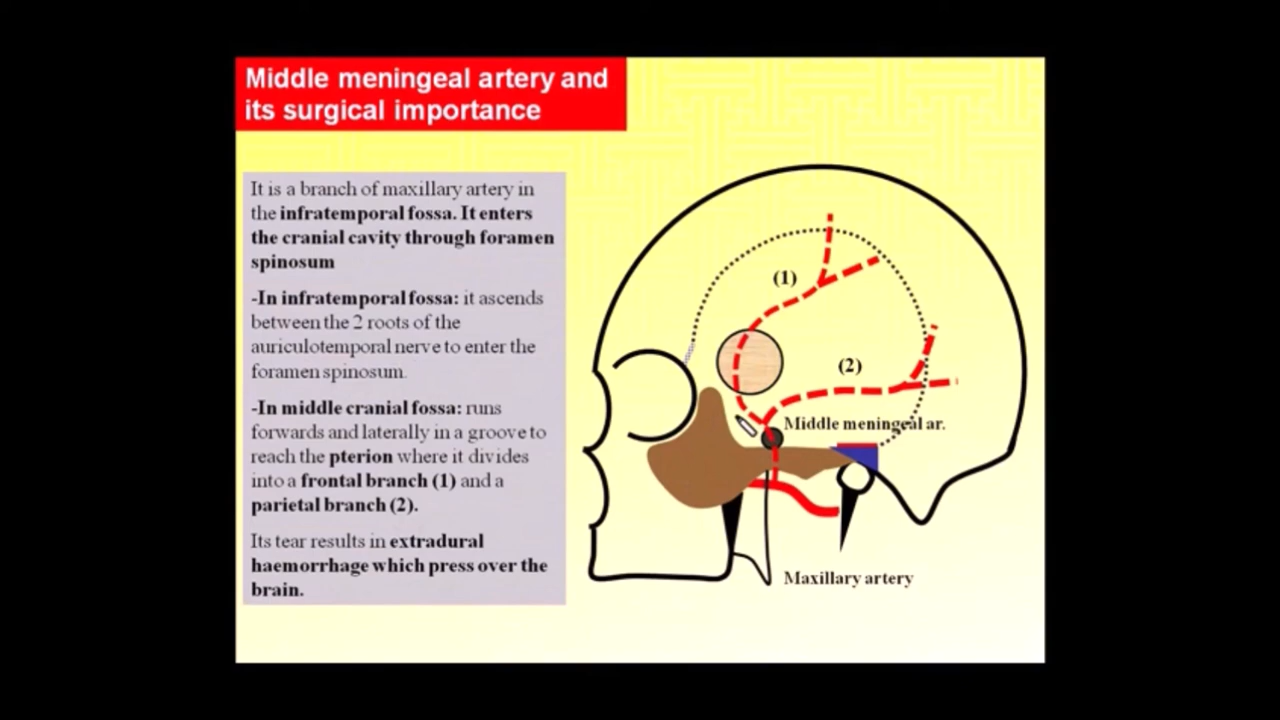 Middle meningeal artery and
its surgical importance
It is a branch of maxillary artery in
the infratemporal fossa. It enters
the cranial cavity through foramen
spinosum
-In infratemporal fossa: it ascends
between the 2 roots of the
auriculotemporal nerve to enter the
foramen spinosum.
-In middle cranial fossa: runs
forwards and laterally in a groove to
reach the pterion where it divides
into a frontal branch (1) and a
parietal branch (2).
Its tear results in extradural
haemorrhage which press over the
brain.
(1)
(2)
Middle meningeal ar.
Maxillary artery